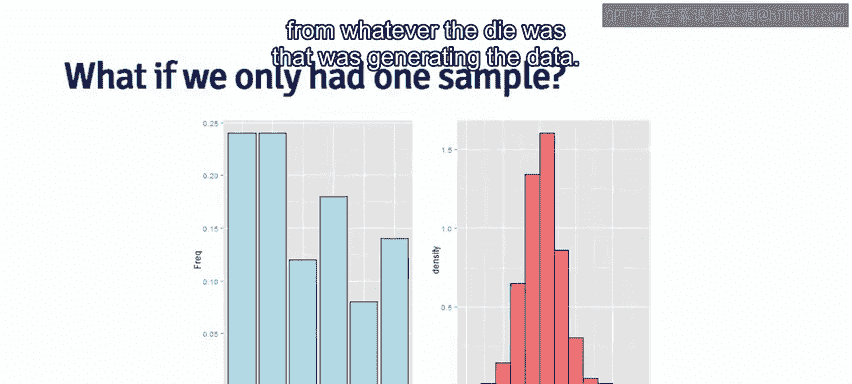 from whatever the die was
that was generating the data.
What if we only had one sample?
0.25
0.20
0.15
0.10
0.05
Freq
1.5
1.0
0.5
density